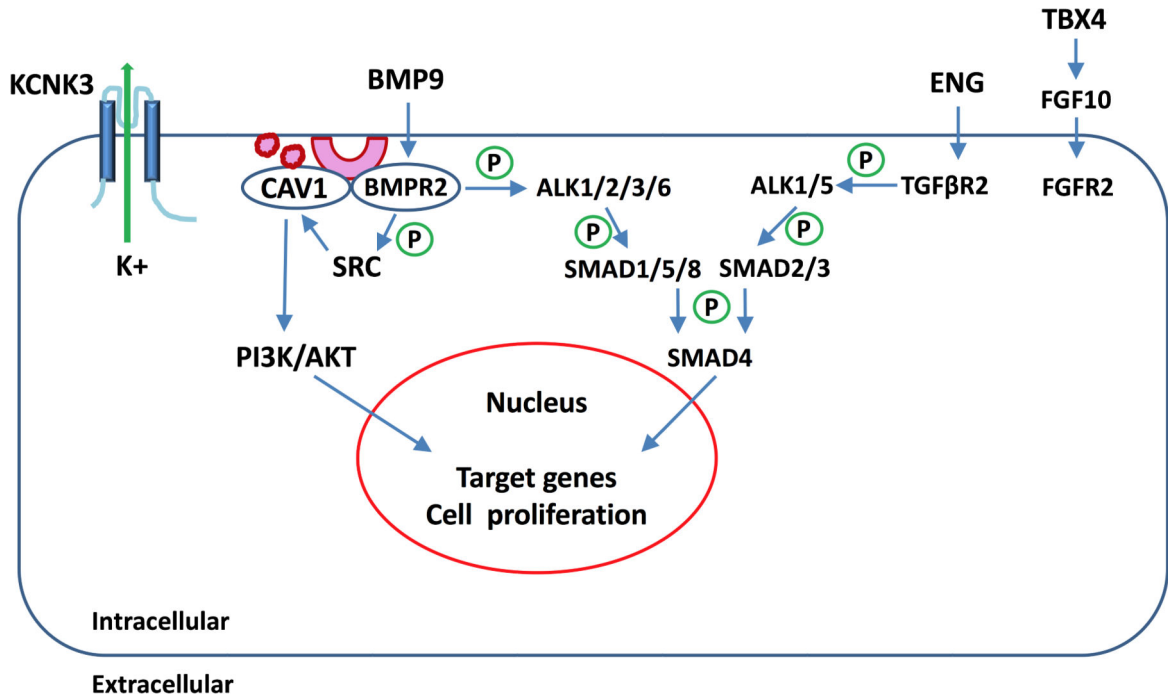 TBX4
KCNK3
BMP9
ENG
FGF10
P
P
CAV1
BMPR2
ALK1/2/3/6
ALK1/5
TGFβR2
FGFR2
P
P
P
K+
SRC
SMAD1/5/8
SMAD2/3
P
PI3K/AKT
SMAD4
Nucleus
Target genes
Cell proliferation
Intracellular
Extracellular